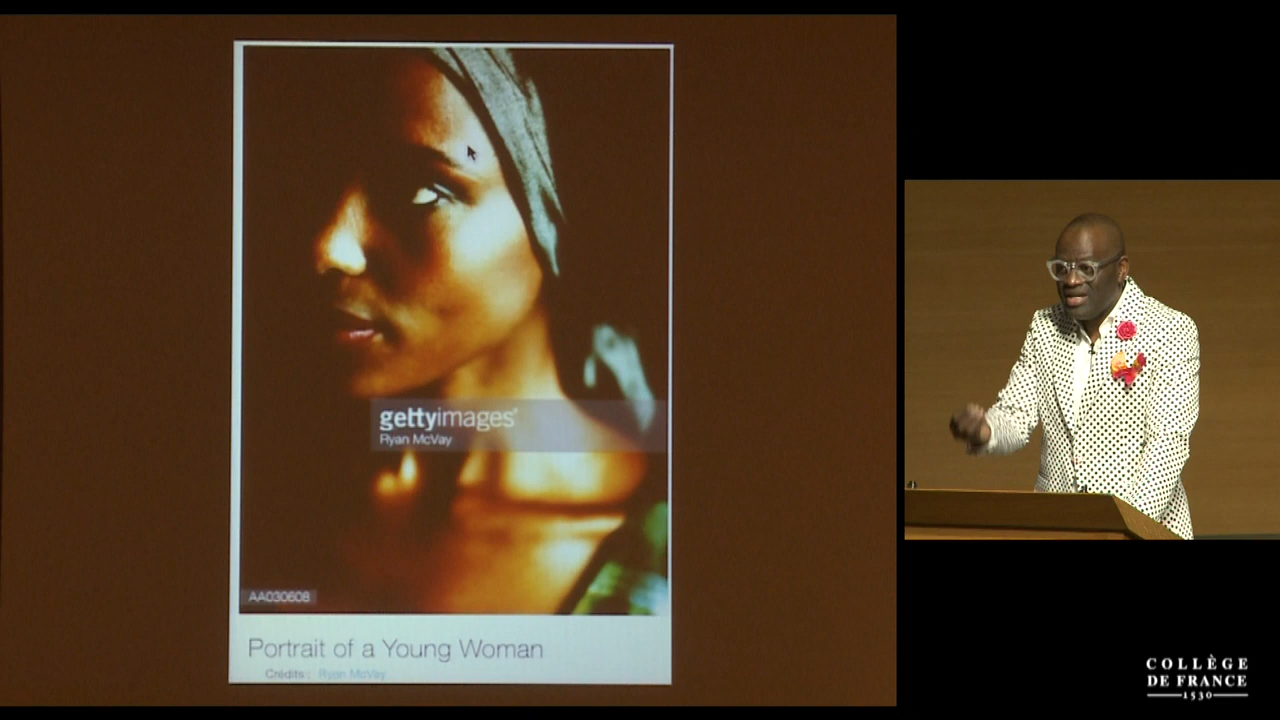 gettyimages®
Ryan McVay
AA030608
Portrait of a Young Woman
Crédits : Ryan McVay
COLLÈGE
DE FRANCE
1530